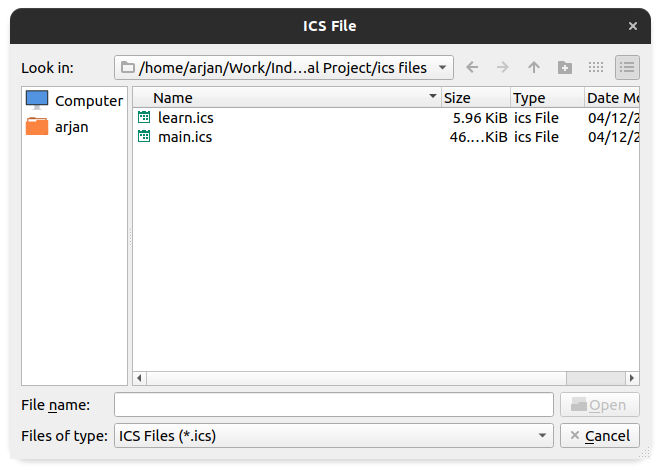 ICS File
Look in: /home/arjan/Work/Ind...al Project/ics files
Computer
arjan
Name Size Type Date Mo
learn.ics 5.96 KiB ics File 04/12/2
main.ics 46....KiB ics File 04/12/2
File name: Open
Files of type: ICS Files (*.ics) Cancel